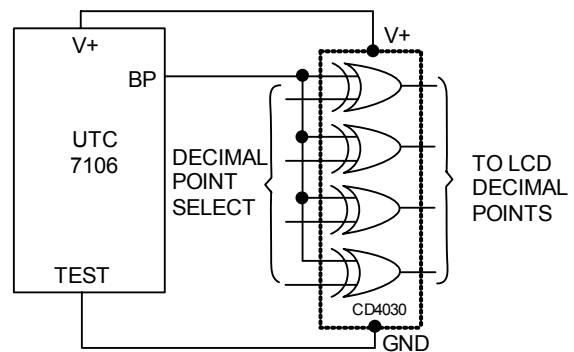 V+
V+
BP
UTC
7106
DECIMAL
POINT
SELECT
TO LCD
DECIMAL
POINTS
TEST
CD4030
GND